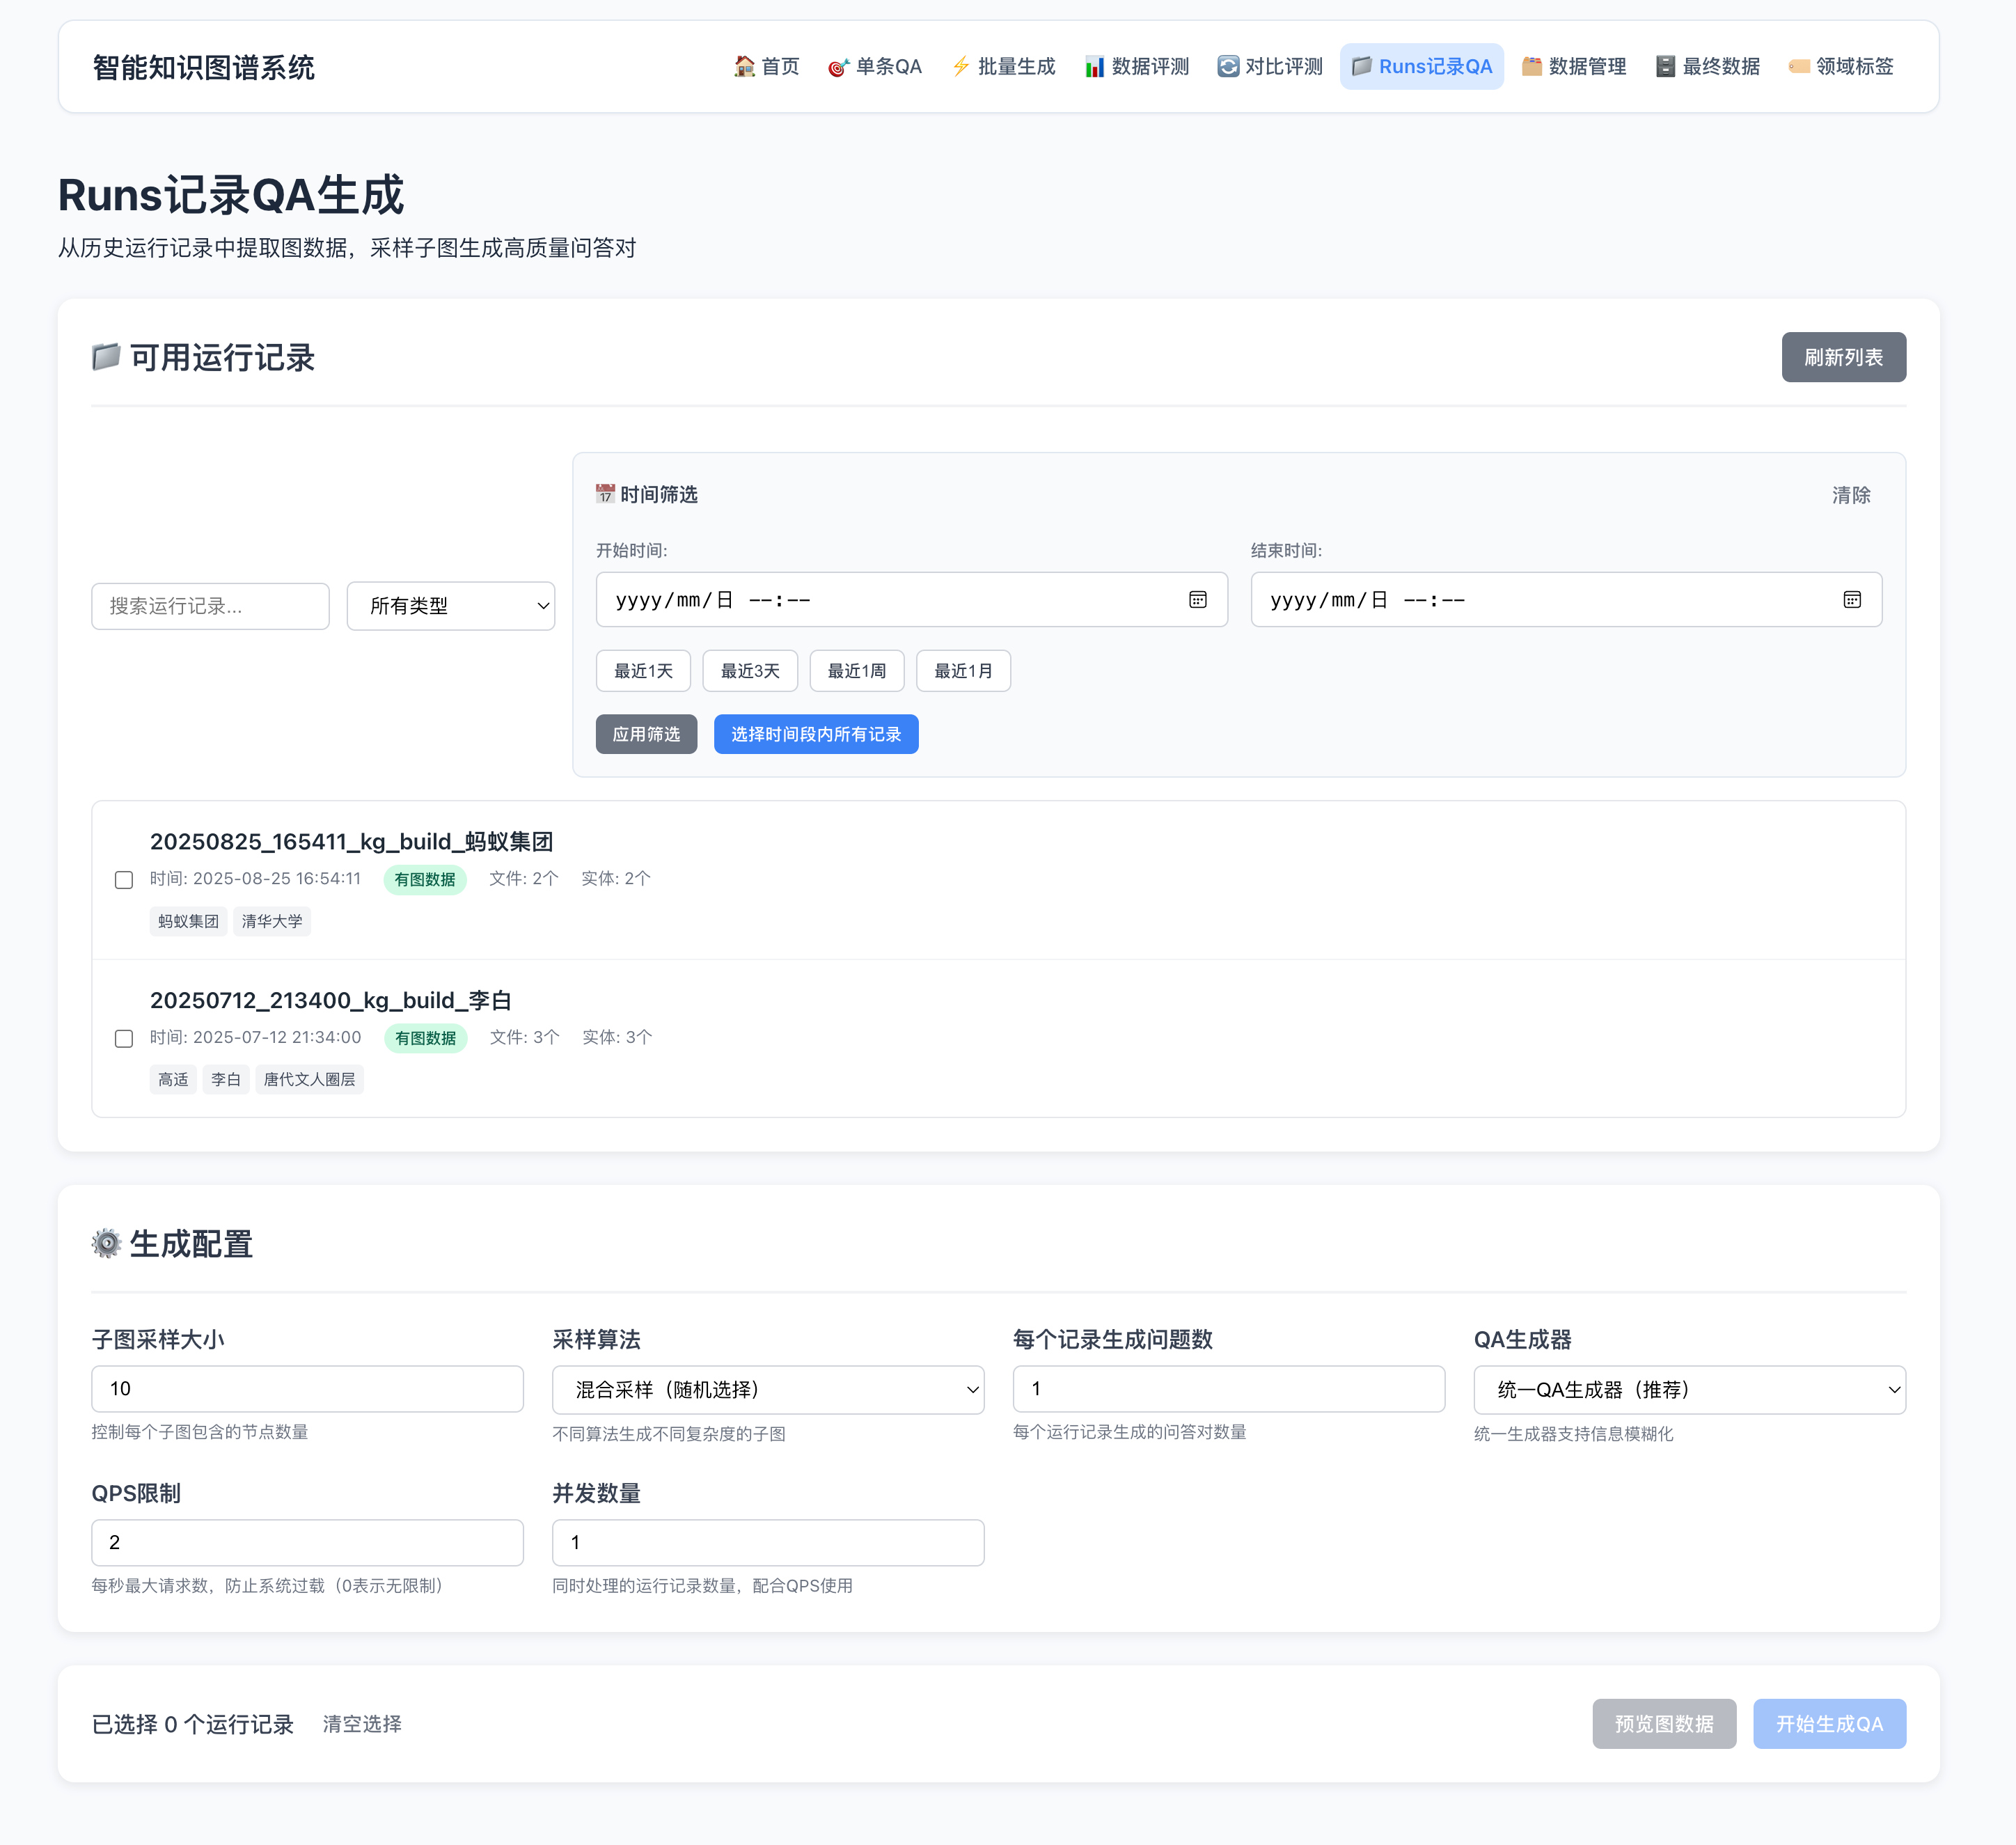 智能知识图谱系统
首页 单条QA 批量生成 数据评测 对比评测 Runs记录QA 数据管理 最终数据 领域标签
Runs记录QA生成
从历史运行记录中提取图数据，采样子图生成高质量问答对
可用运行记录 刷新列表
17 时间筛选 清除
开始时间: 结束时间:
搜索运行记录... 所有类型 yyyy/mm/日 --:-- yyyy/mm/日 --:--
最近1天 最近3天 最近1周 最近1月
应用筛选 选择时间段内所有记录
20250825_165411_kg_build_蚂蚁集团
时间: 2025-08-25 16:54:11 有图数据 文件: 2个 实体: 2个
蚂蚁集团 清华大学
20250712_213400_kg_build_李白
时间: 2025-07-12 21:34:00 有图数据 文件: 3个 实体: 3个
高适 李白 唐代文人圈层
生成配置
子图采样大小 采样算法 每个记录生成问题数 QA生成器
10 混合采样（随机选择） 1 统一QA生成器（推荐）
控制每个子图包含的节点数量 不同算法生成不同复杂度的子图 每个运行记录生成的问答对数量 统一生成器支持信息模糊化
QPS限制 并发数量
2 1
每秒最大请求数，防止系统过载（0表示无限制） 同时处理的运行记录数量，配合QPS使用
已选择 0 个运行记录 清空选择 预览图数据 开始生成QA